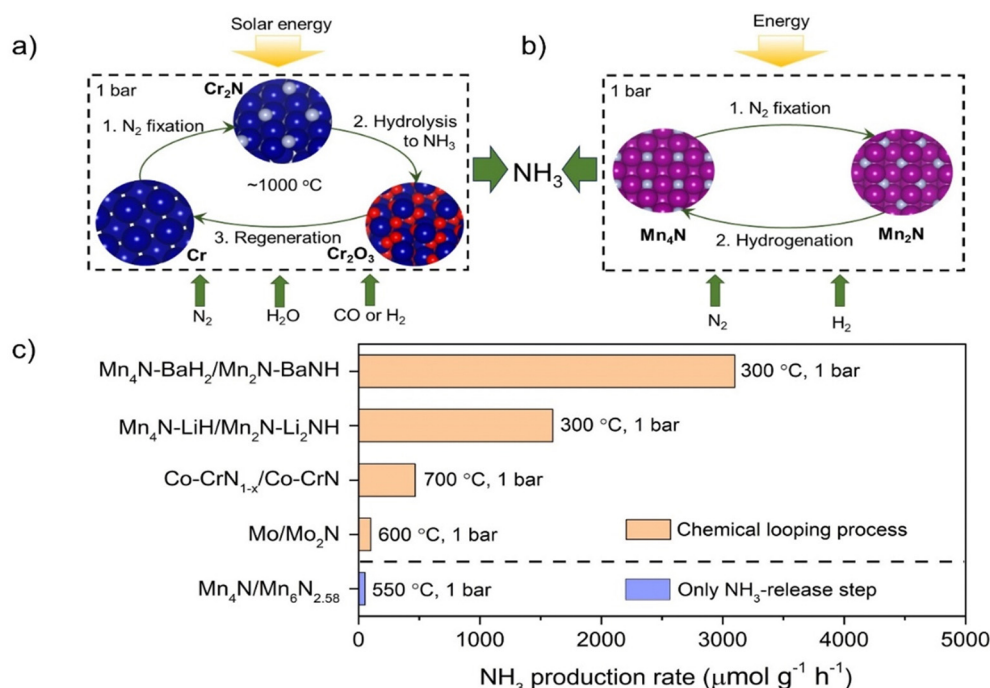 a)
Solar energy
1 bar
Cr₂N
1. N₂ fixation
2. Hydrolysis
to NH₃
~1000 °C
3. Regeneration
Cr
Cr₂O₃
N₂
H₂O
CO or H₂
NH₃
b)
Energy
1 bar
1. N₂ fixation
Mn₄N
Mn₂N
2. Hydrogenation
N₂
H₂
c)
Mn₄N-BaH₂/Mn₂N-BaNH
300 °C, 1 bar
Mn₄N-LiH/Mn₂N-Li₂NH
300 °C, 1 bar
Co-CrN₁₋ₓ/Co-CrN
700 °C, 1 bar
Mo/Mo₂N
600 °C, 1 bar
Chemical looping process
Mn₄N/Mn₆N₂.₅₈
550 °C, 1 bar
Only NH₃-release step
0 1000 2000 3000 4000 5000
NH₃ production rate (μmol g⁻¹ h⁻¹)